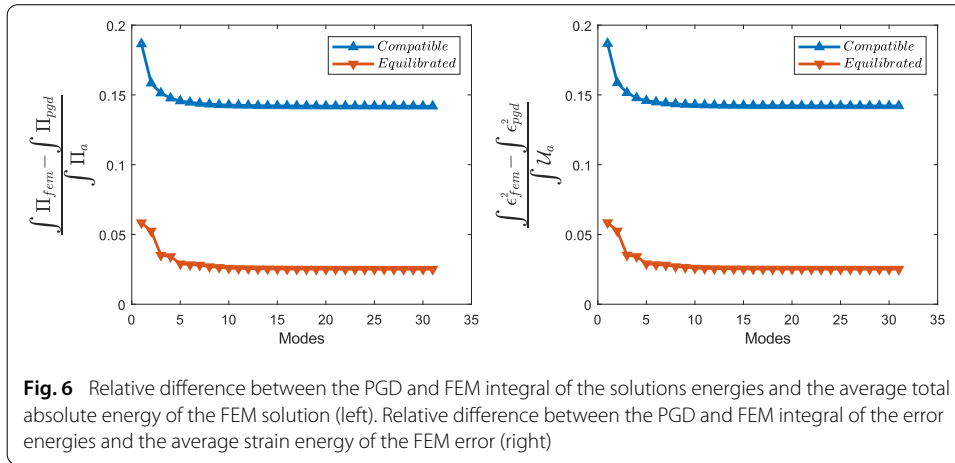 0.2
0.15
0.1
0.05
0
0 5 10 15 20 25 30 35
Modes
∫ Π_fem − ∫ Π_pgd
∫ Π_a
Compatible
Equilibrated
0.2
0.15
0.1
0.05
0
0 5 10 15 20 25 30 35
Modes
∫ ϵ²_fem − ∫ ϵ²_pgd
∫ 𝒰_a
Compatible
Equilibrated
Fig. 6 Relative difference between the PGD and FEM integral of the solutions energies and the average total
absolute energy of the FEM solution (left). Relative difference between the PGD and FEM integral of the error
energies and the average strain energy of the FEM error (right)